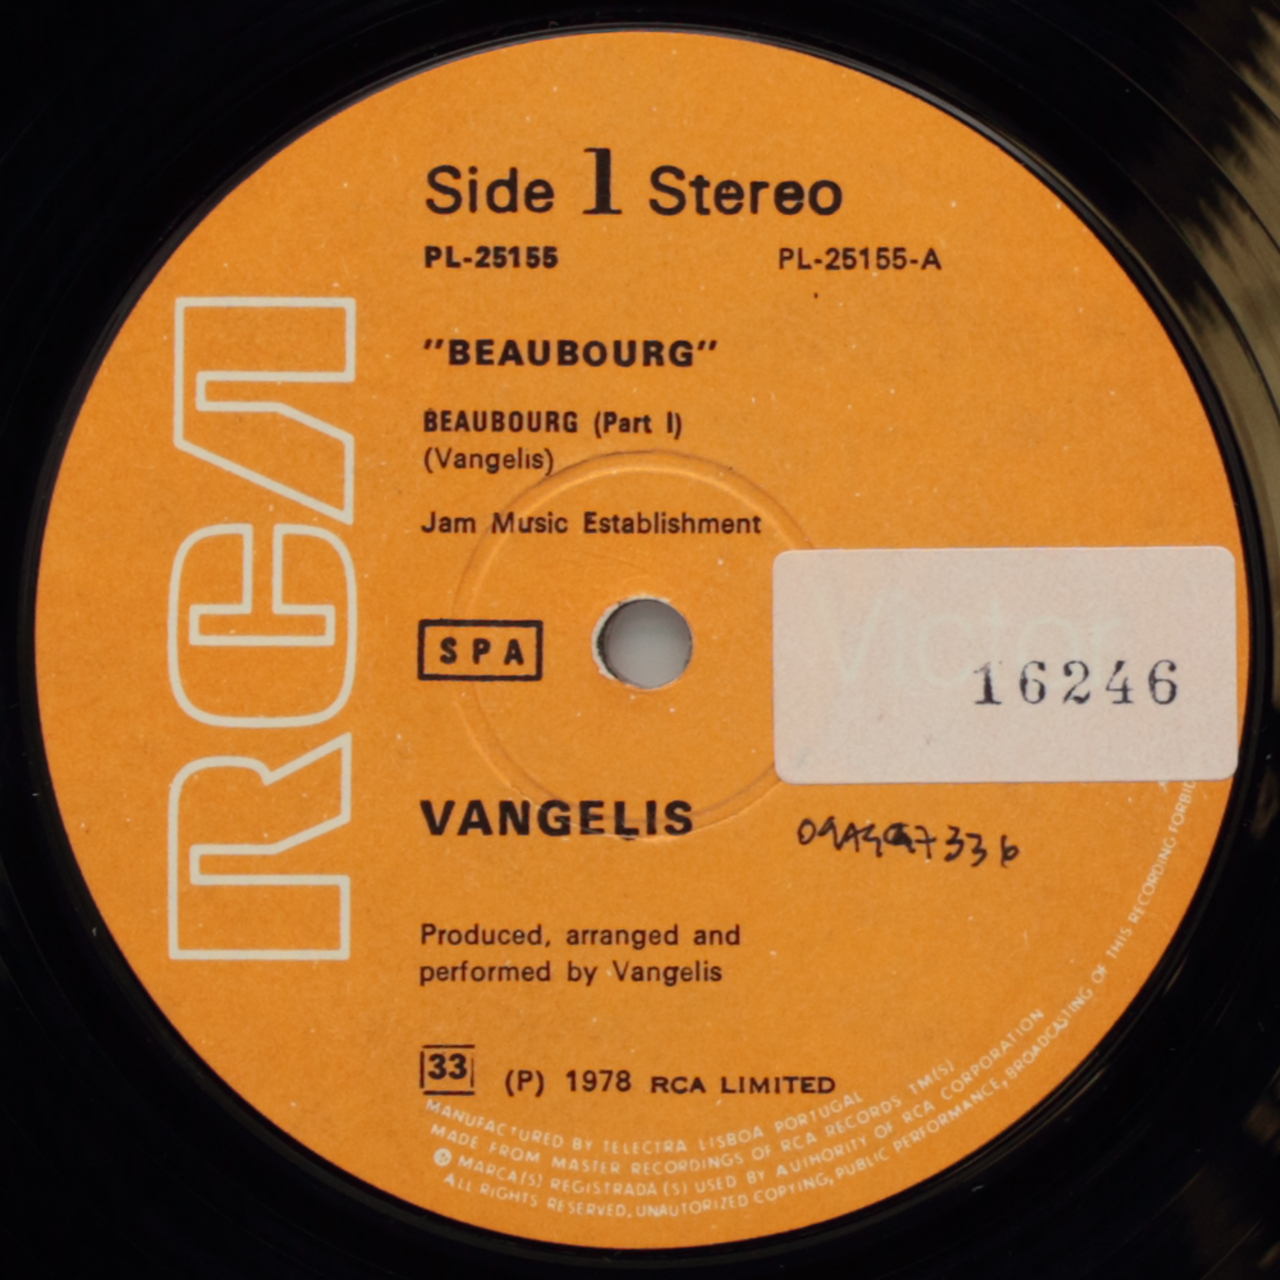 Side 1 Stereo
PL-25155 PL-25155-A
"BEAUBOURG"
BEAUBOURG (Part I)
(Vangelis)
Jam Music Establishment
RCA
SPA
Victor
16246
VANGELIS
Produced, arranged and
performed by Vangelis
33 (P) 1978 RCA LIMITED
MANUFACTURED BY TELECTRA LISBOA PORTUGAL
MADE FROM MASTER RECORDINGS OF RCA RECORDS TM(S)
MARCA(S) REGISTRADA(S) USED BY AUTHORITY OF RCA CORPORATION
ALL RIGHTS RESERVED, UNAUTORIZED COPYING, PUBLIC PERFORMANCE, BROADCASTING OF THIS RECORDING